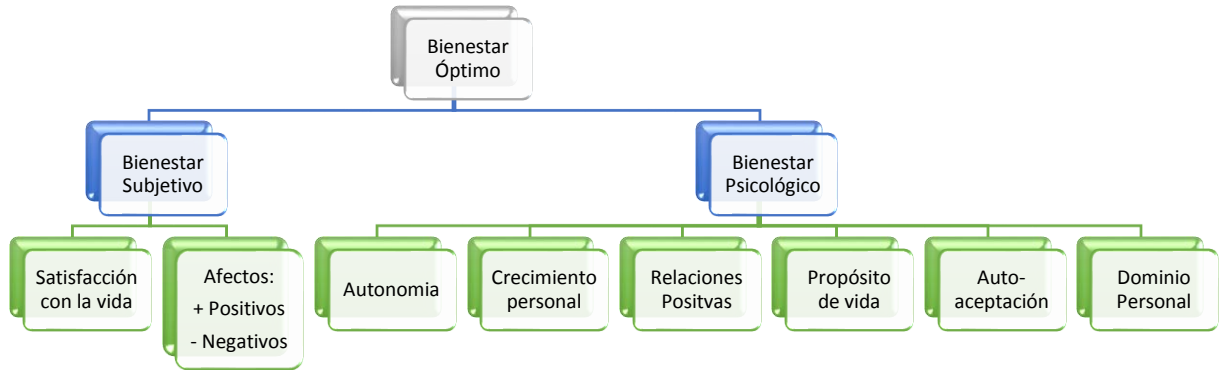 Bienestar
Óptimo
Bienestar
Subjetivo
Bienestar
Psicológico
Satisfacción
con la vida
Afectos:
+ Positivos
- Negativos
Autonomia
Crecimiento
personal
Relaciones
Positvas
Propósito
de vida
Auto-
aceptación
Dominio
Personal